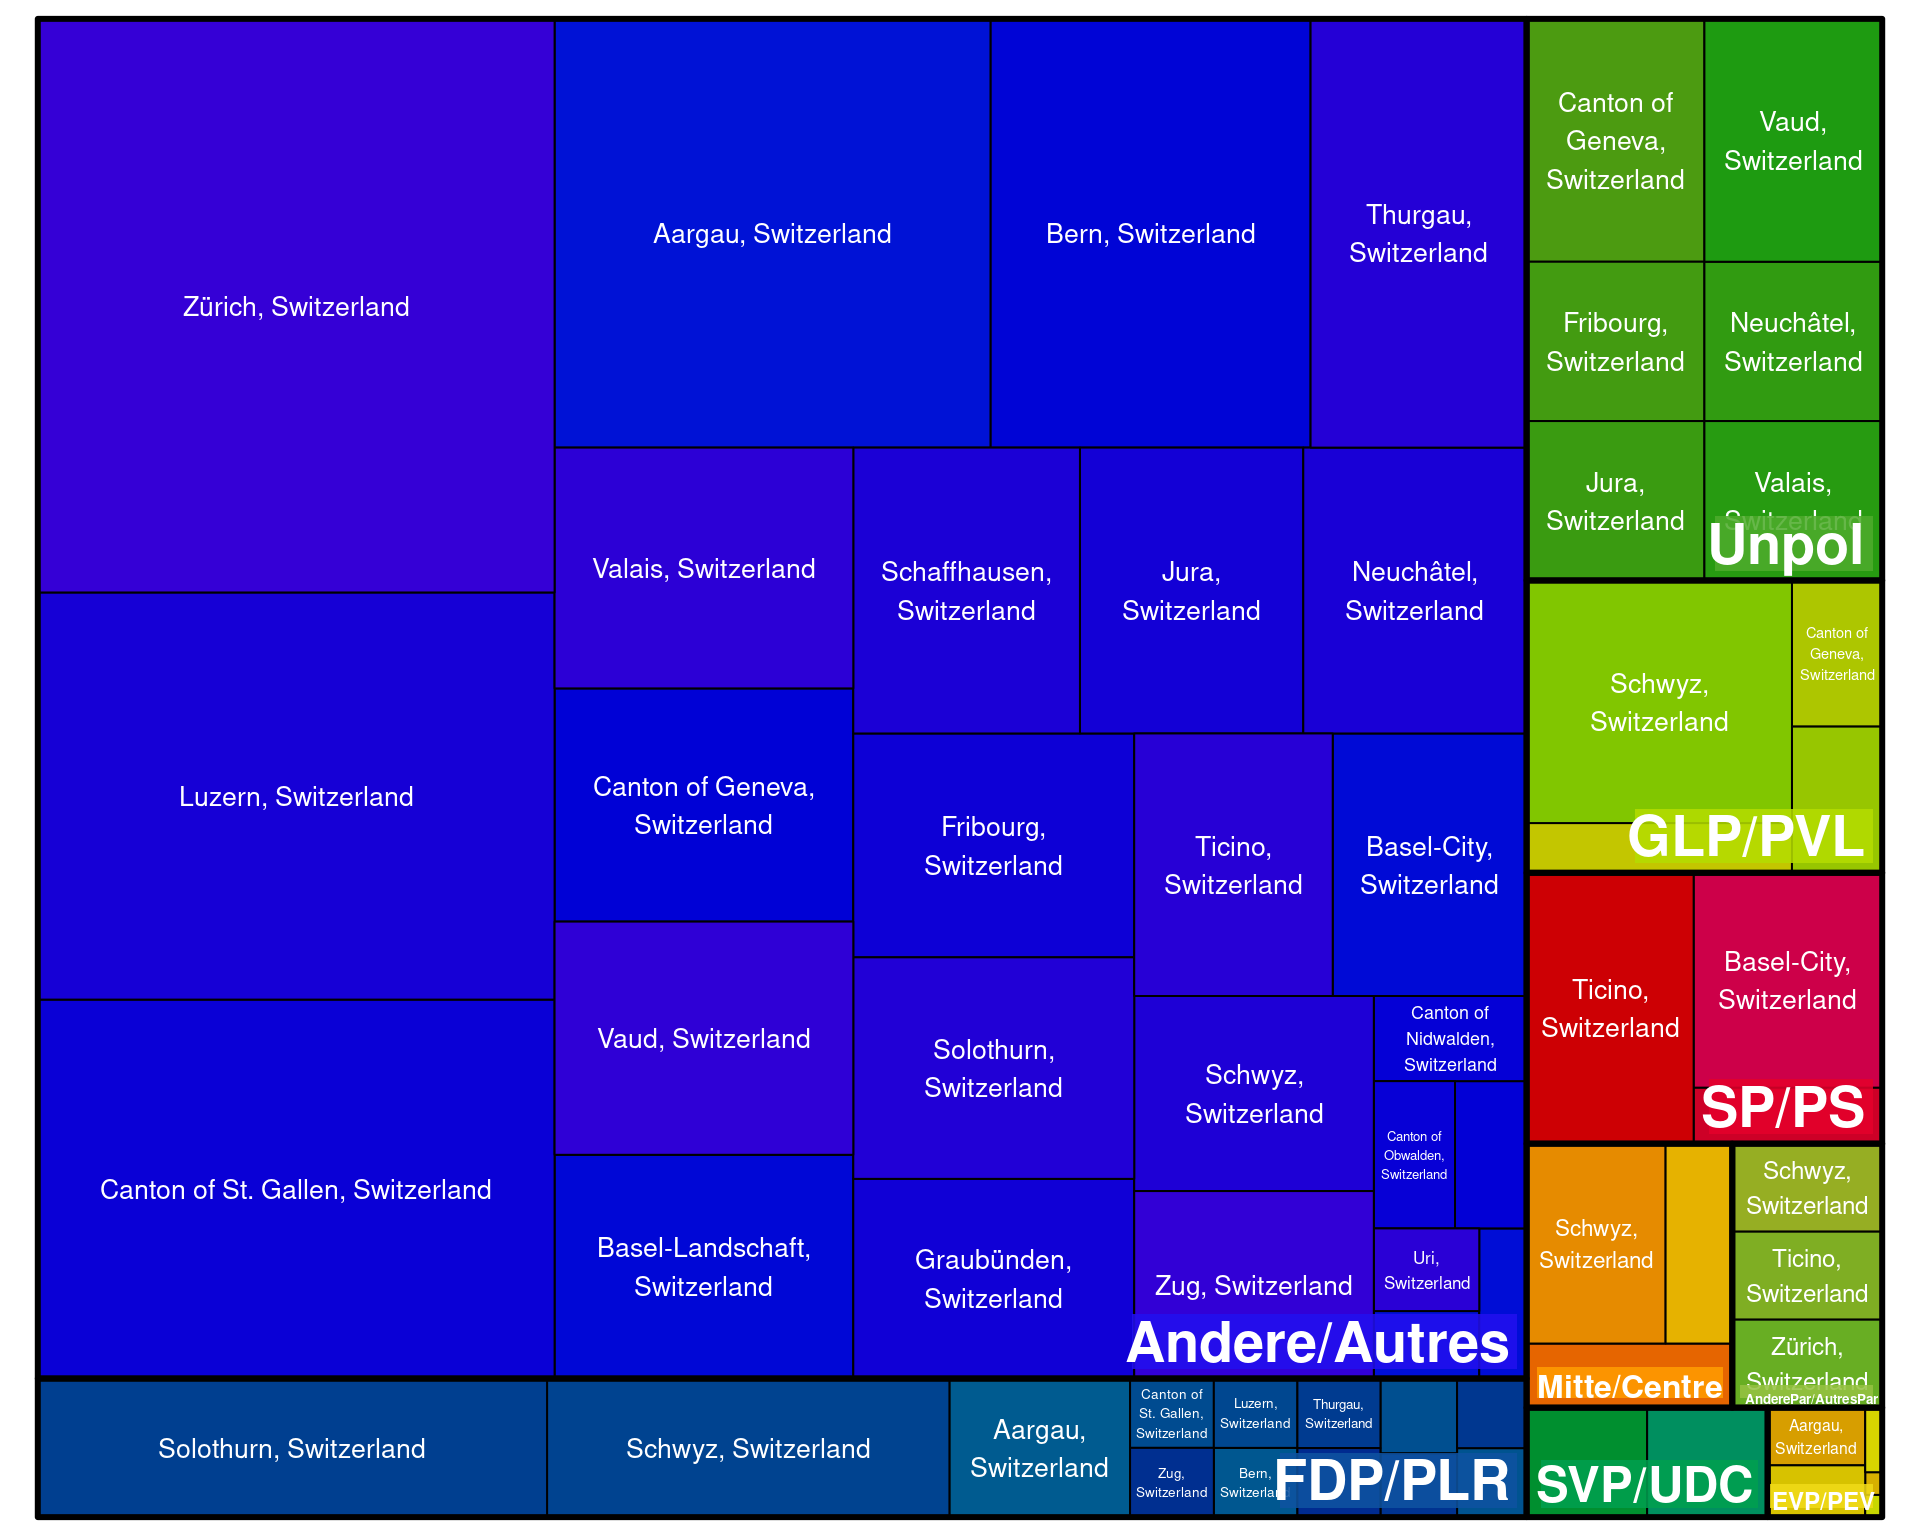 Zürich, Switzerland
Luzern, Switzerland
Canton of St. Gallen, Switzerland
Aargau, Switzerland
Bern, Switzerland
Thurgau,
Switzerland
Valais, Switzerland
Schaffhausen,
Switzerland
Jura,
Switzerland
Neuchâtel,
Switzerland
Canton of Geneva,
Switzerland
Vaud, Switzerland
Basel-Landschaft,
Switzerland
Fribourg,
Switzerland
Solothurn,
Switzerland
Graubünden,
Switzerland
Ticino,
Switzerland
Basel-City,
Switzerland
Schwyz,
Switzerland
Zug, Switzerland
Canton of
Nidwalden,
Switzerland
Canton of
Obwalden,
Switzerland
Uri,
Switzerland
Andere/Autres
Solothurn, Switzerland
Schwyz, Switzerland
Aargau,
Switzerland
Canton of
St. Gallen,
Switzerland
Luzern,
Switzerland
Thurgau,
Switzerland
Zug,
Switzerland
Bern,
Switzerland
FDP/PLR
Canton of
Geneva,
Switzerland
Vaud,
Switzerland
Fribourg,
Switzerland
Neuchâtel,
Switzerland
Jura,
Switzerland
Valais,
Switzerland
Unpol
Schwyz,
Switzerland
Canton of
Geneva,
Switzerland
GLP/PVL
Ticino,
Switzerland
Basel-City,
Switzerland
SP/PS
Schwyz,
Switzerland
Mitte/Centre
Schwyz,
Switzerland
Ticino,
Switzerland
Zürich,
Switzerland
AnderePar/AutresPar
SVP/UDC
Aargau,
Switzerland
EVP/PEV